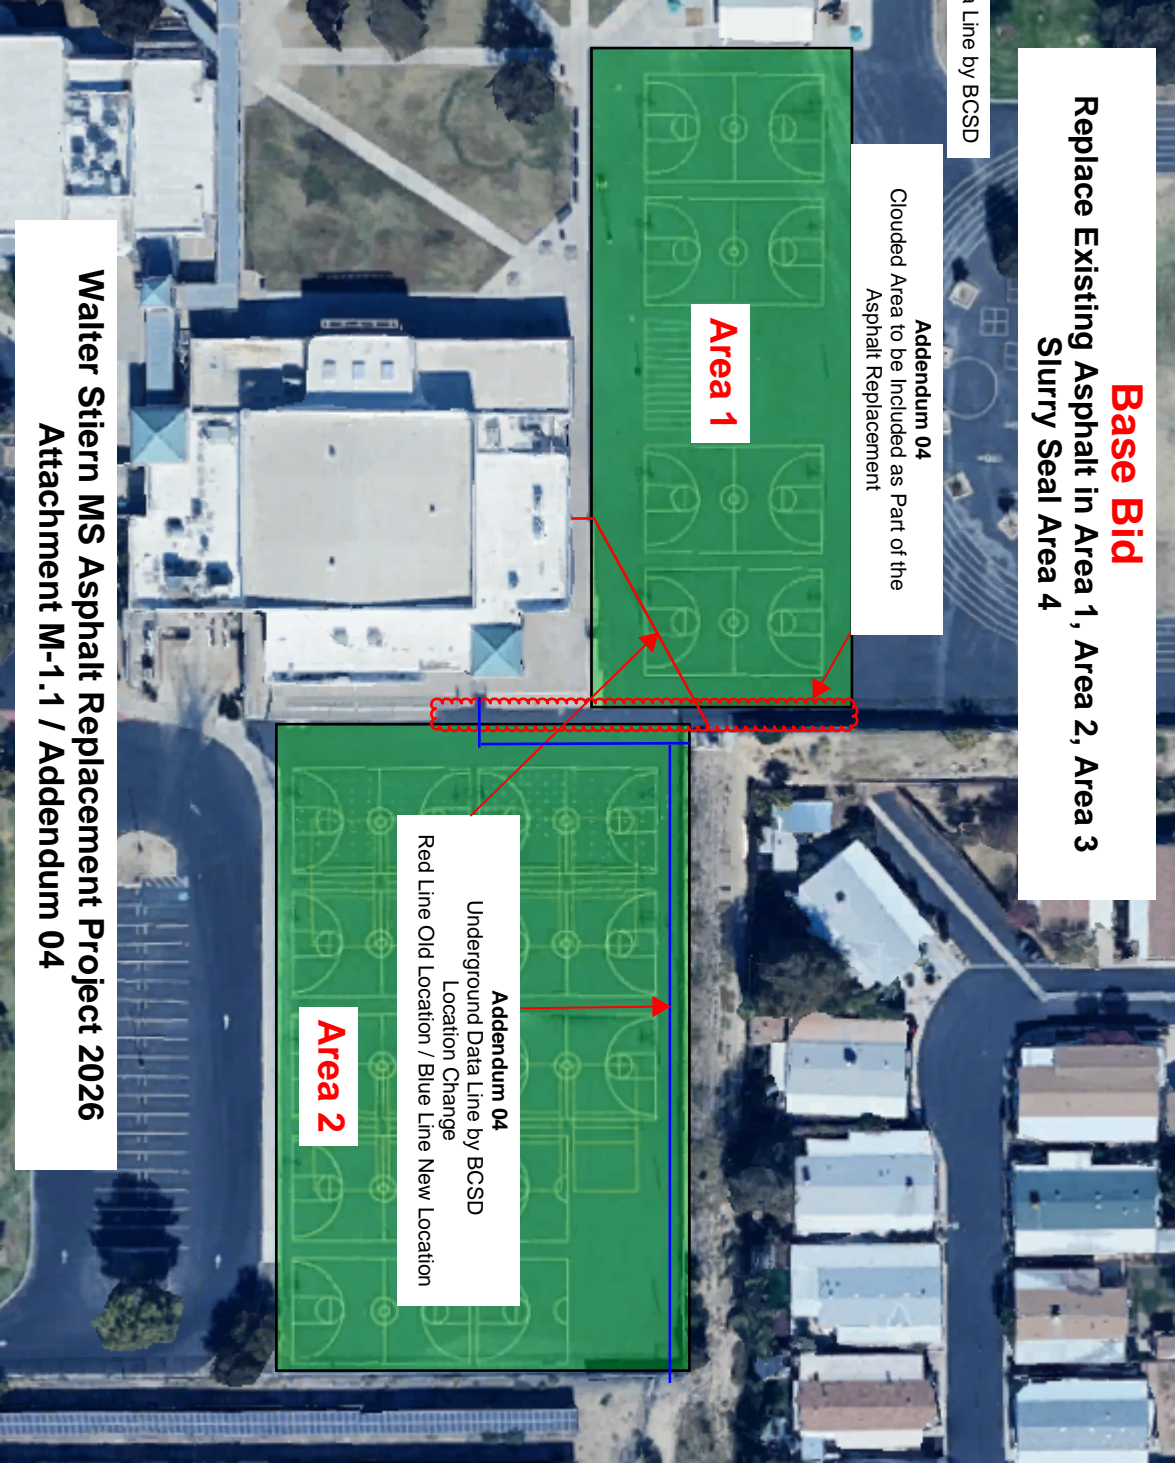 a Line by BCSD
Base Bid
Replace Existing Asphalt in Area 1, Area 2, Area 3
Slurry Seal Area 4
Addendum 04
Clouded Area to be Included as Part of the
Asphalt Replacement
Area 1
Addendum 04
Underground Data Line by BCSD
Location Change
Red Line Old Location / Blue Line New Location
Area 2
Walter Stiern MS Asphalt Replacement Project 2026
Attachment M-1.1 / Addendum 04